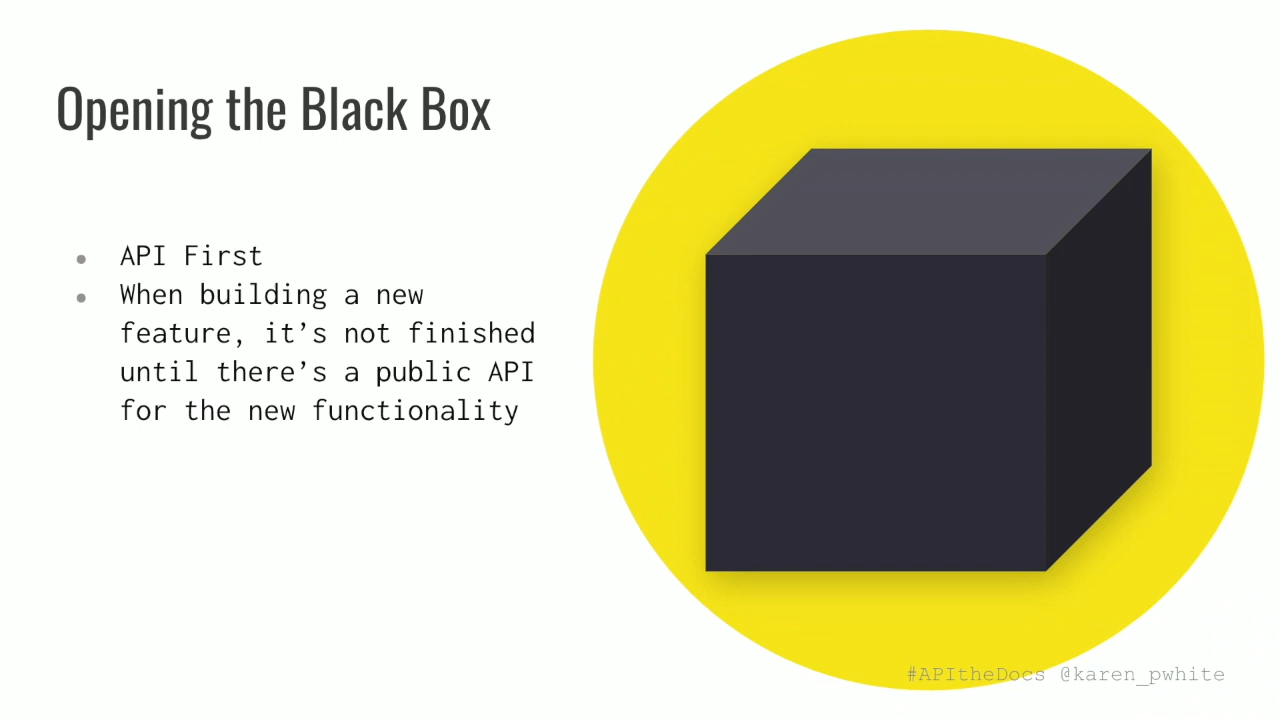 Opening the Black Box
• API First
• When building a new
feature, it’s not finished
until there’s a public API
for the new functionality
#APItheDocs @karen_pwhite